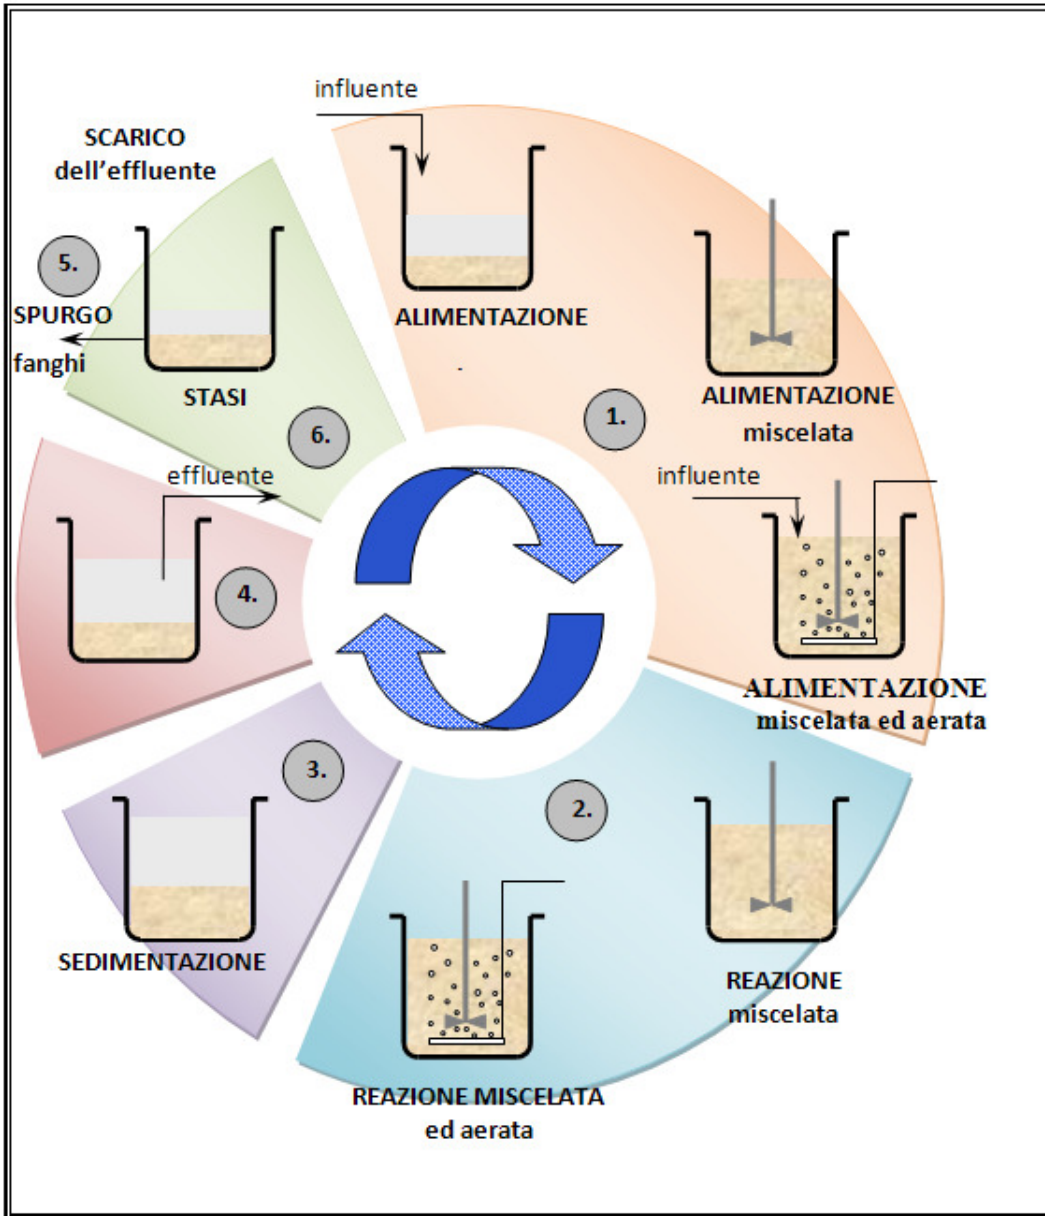 influente
ALIMENTAZIONE
1.
ALIMENTAZIONE
miscelata
influente
ALIMENTAZIONE
miscelata ed aerata
2.
REAZIONE
miscelata
REAZIONE MISCELATA
ed aerata
3.
SEDIMENTAZIONE
4.
effluente
SCARICO
dell'effluente
5.
SPURGO
fanghi
STASI
6.